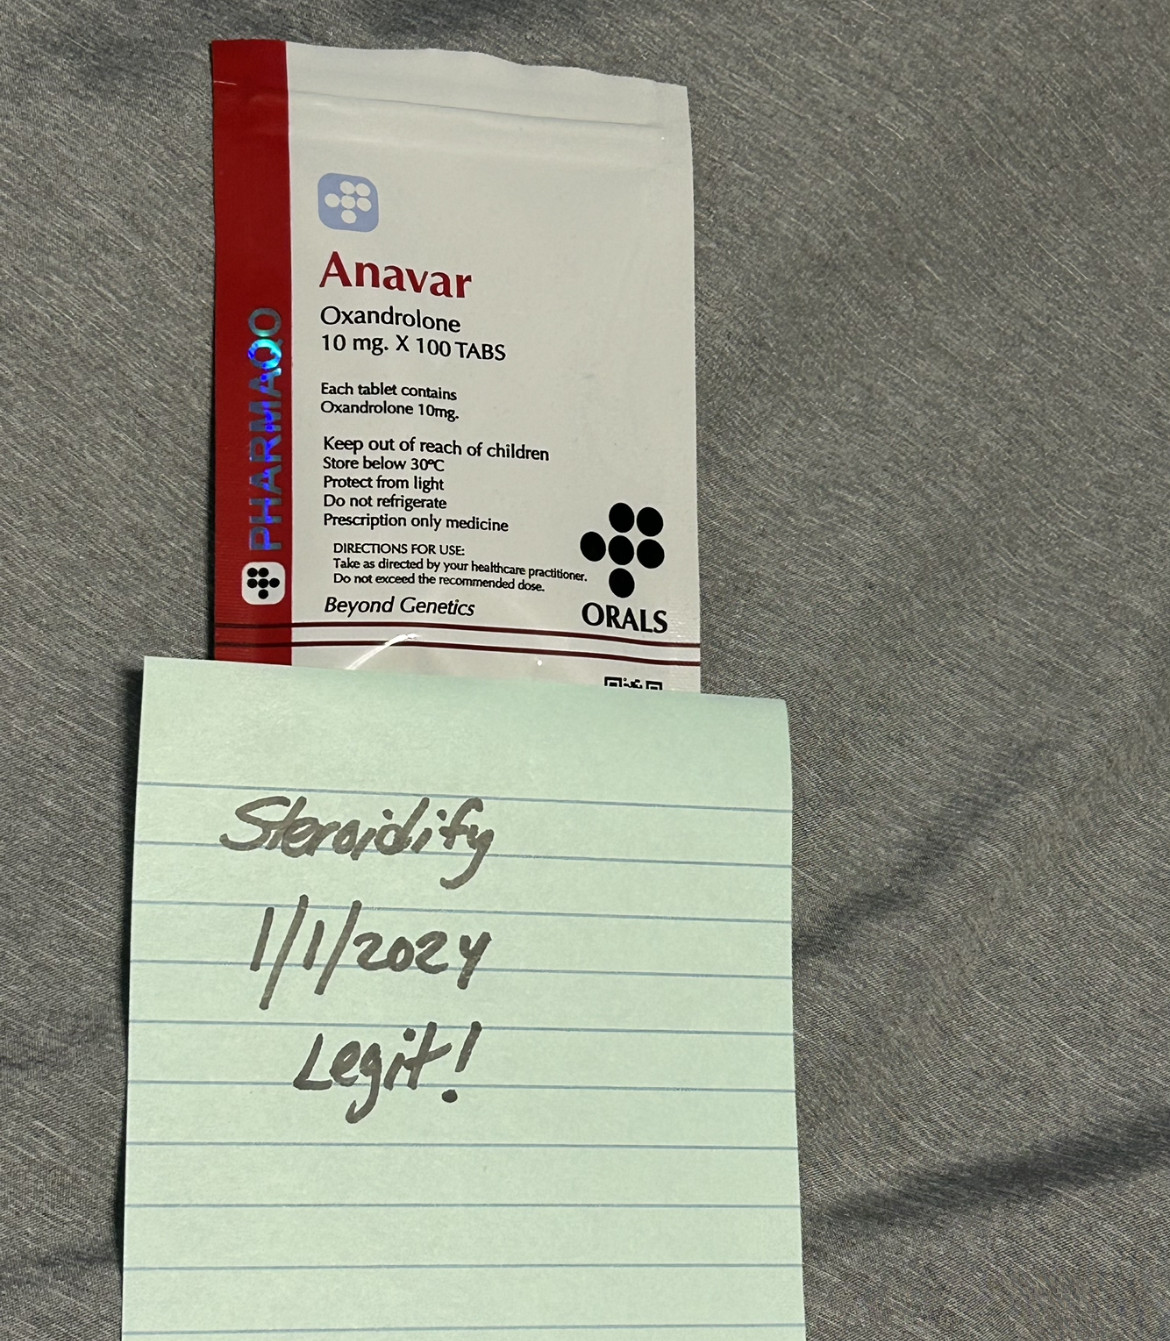 PHARMAQO
Anavar
Oxandrolone
10 mg. X 100 TABS
Each tablet contains
Oxandrolone 10mg.
Keep out of reach of children
Store below 30ºC
Protect from light
Do not refrigerate
Prescription only medicine
DIRECTIONS FOR USE:
Take as directed by your healthcare practitioner.
Do not exceed the recommended dose.
Beyond Genetics
ORALS
Steroidify
1/1/2024
Legit!